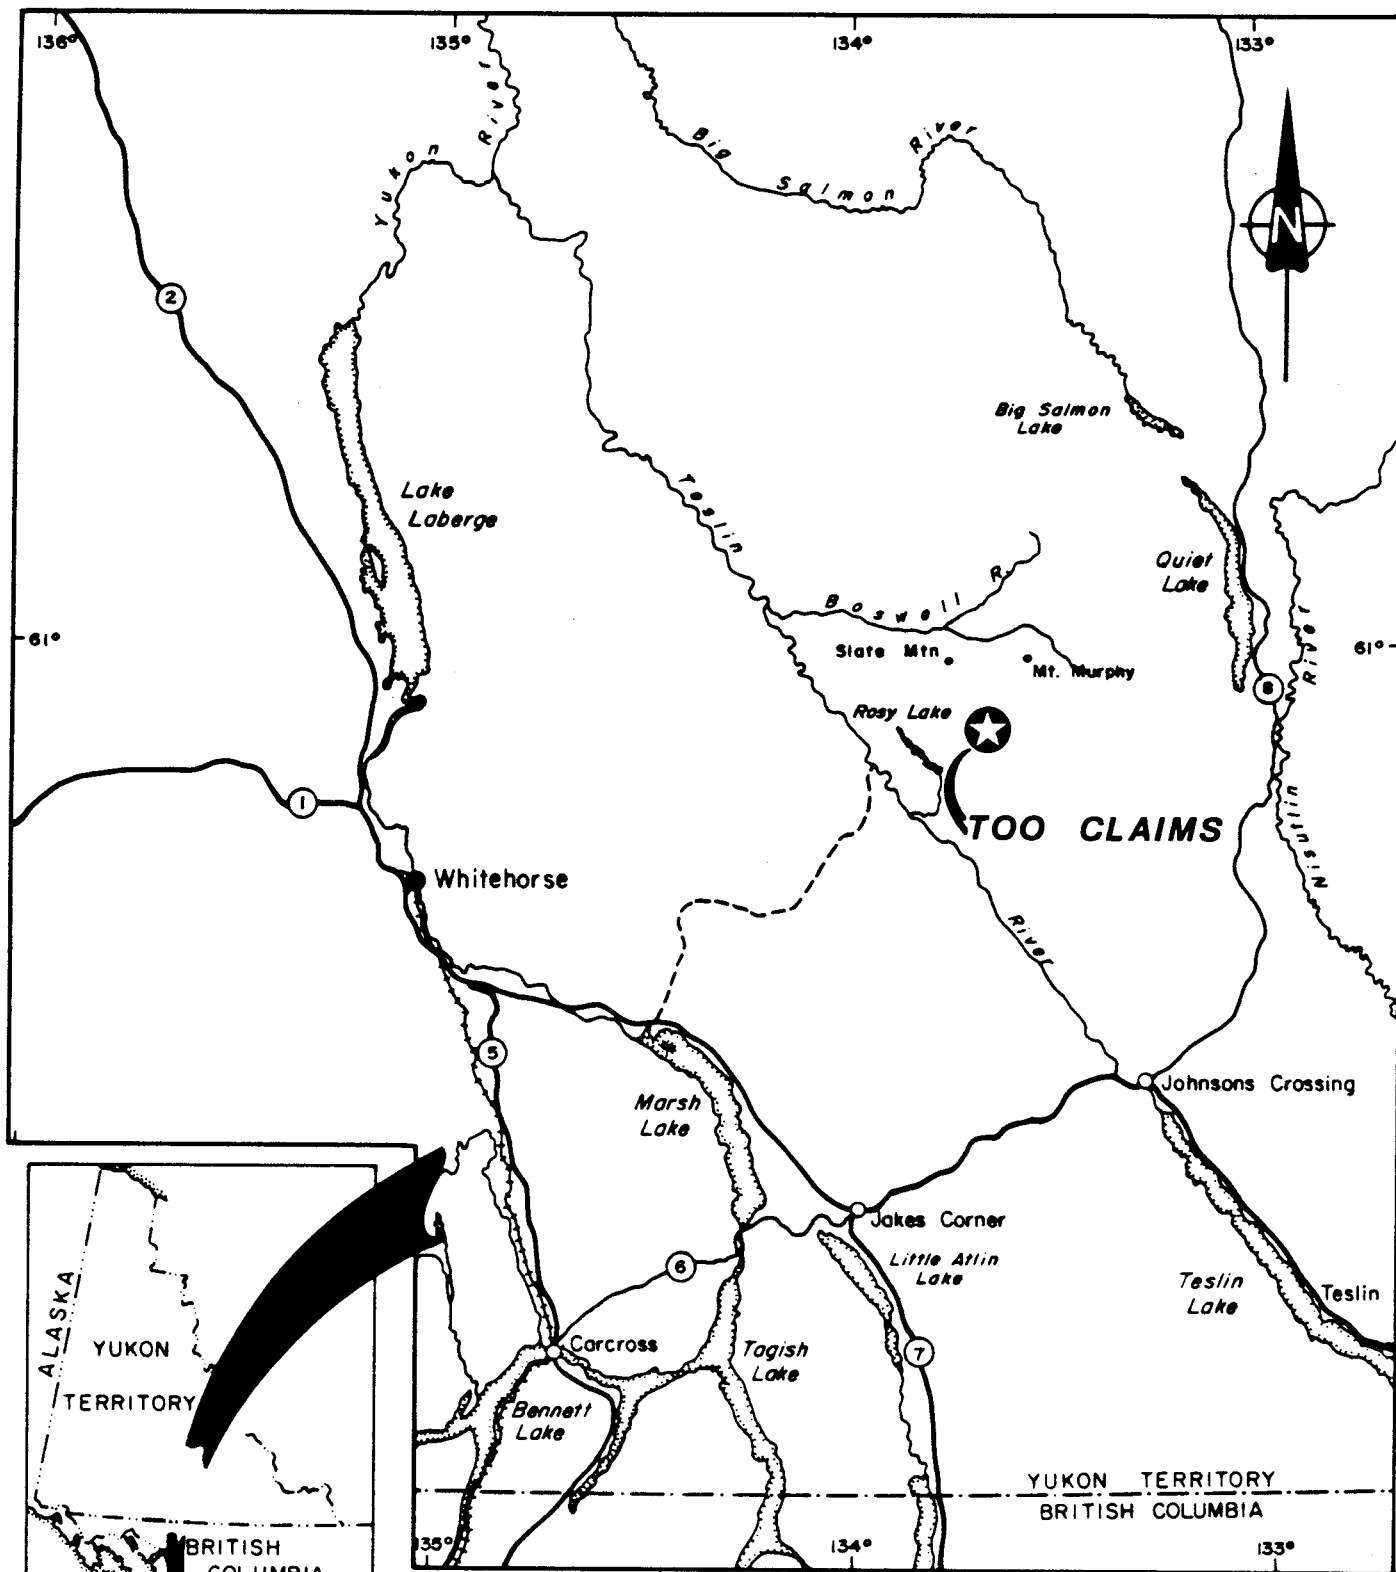 136°
135°
134°
133°
Yukon River
Big Salmon River
N
2
Big Salmon
Lake
Lake
Laberge
Teslin
Quiet
Lake
Boswell R.
61°
61°
Slate Mtn
Mt. Murphy
River
8
Rosy Lake
1
TOO CLAIMS
Nisutlin
Whitehorse
River
5
Johnsons Crossing
Marsh
Lake
Jakes Corner
Little Atlin
Lake
6
Teslin
Lake
Teslin
ALASKA
YUKON
TERRITORY
Carcross
Tagish
Lake
7
Bennett
Lake
YUKON TERRITORY
BRITISH COLUMBIA
135°
134°
133°
BRITISH
COLUMBIA